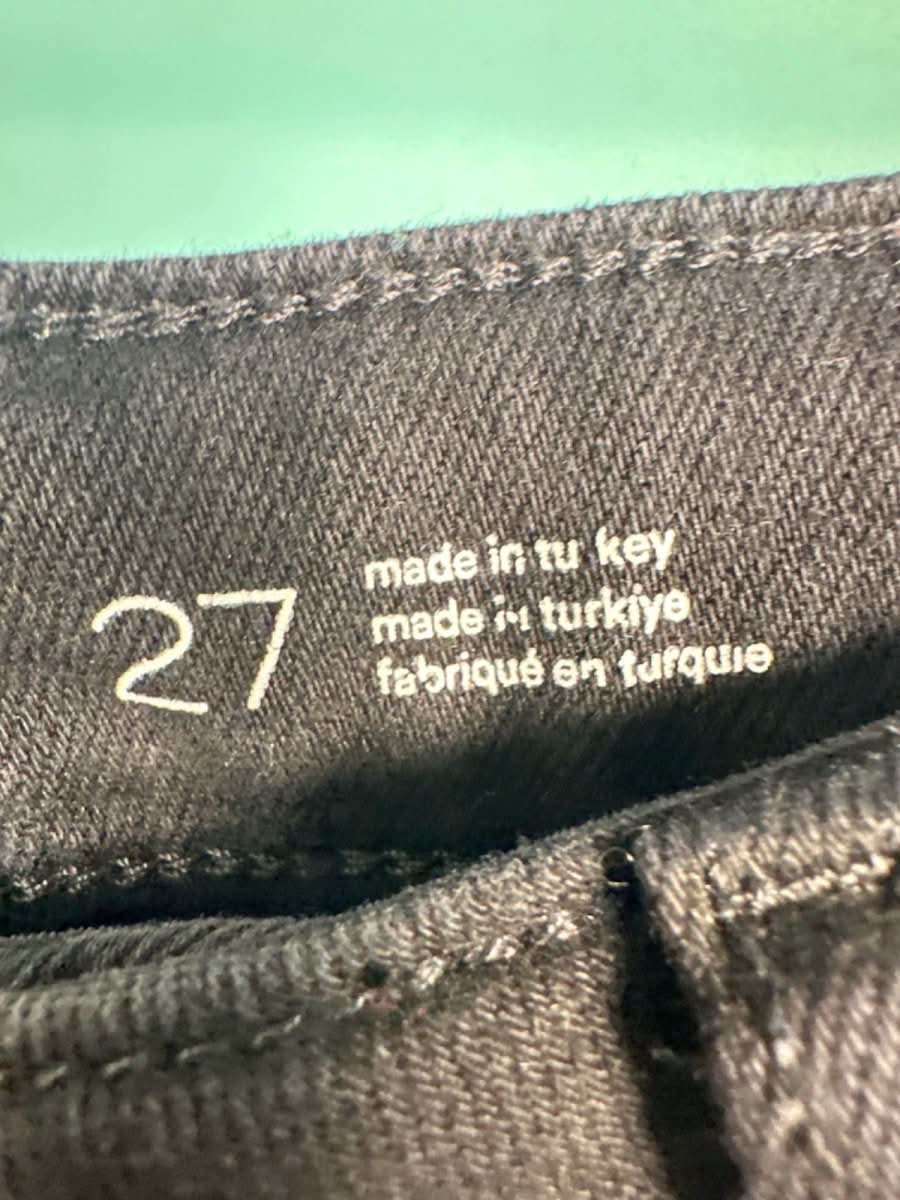 27
made in tu key
made in turkiye
fabriqué en turquie